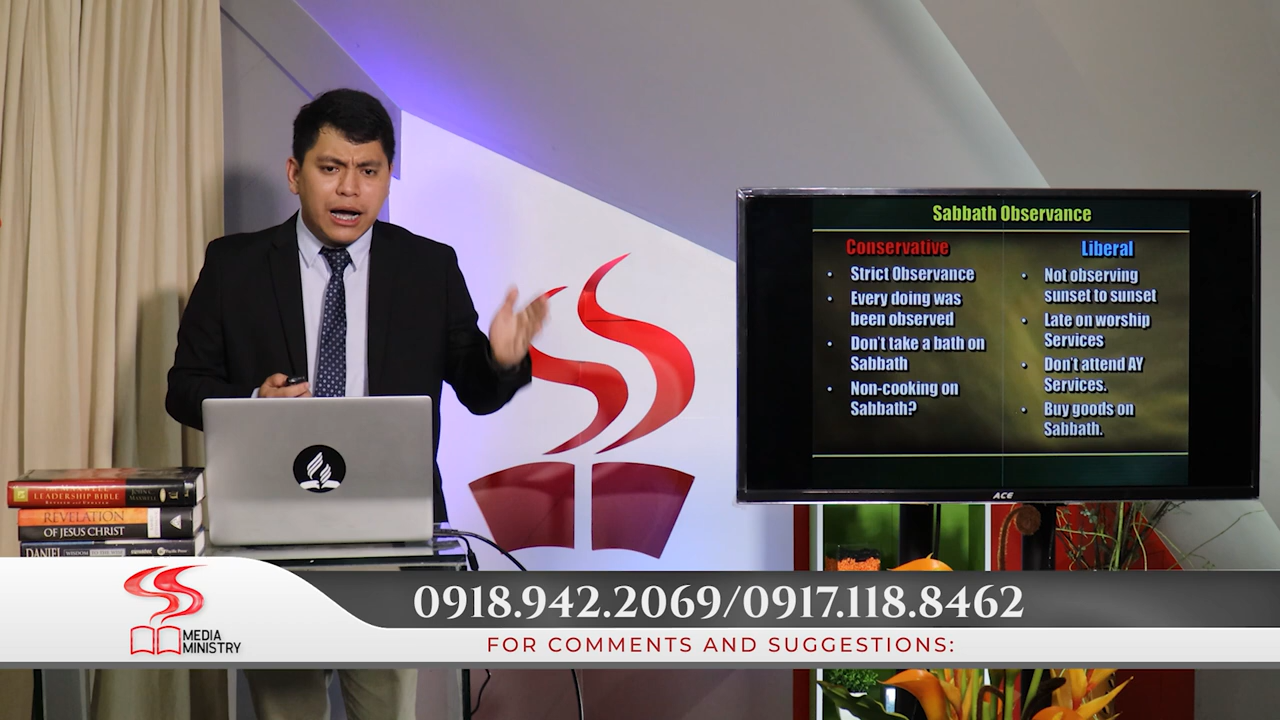 Sabbath Observance
Conservative
• Strict Observance
• Every doing was
been observed
• Don't take a bath on
Sabbath
• Non-cooking on
Sabbath?
Liberal
• Not observing
sunset to sunset
• Late on worship
Services
• Don't attend AY
Services.
• Buy goods on
Sabbath.
ACE
LEADERSHIP BIBLE
REVELATION
OF JESUS CHRIST
DANIEL
0918.942.2069/0917.118.8462
FOR COMMENTS AND SUGGESTIONS:
MEDIA
MINISTRY